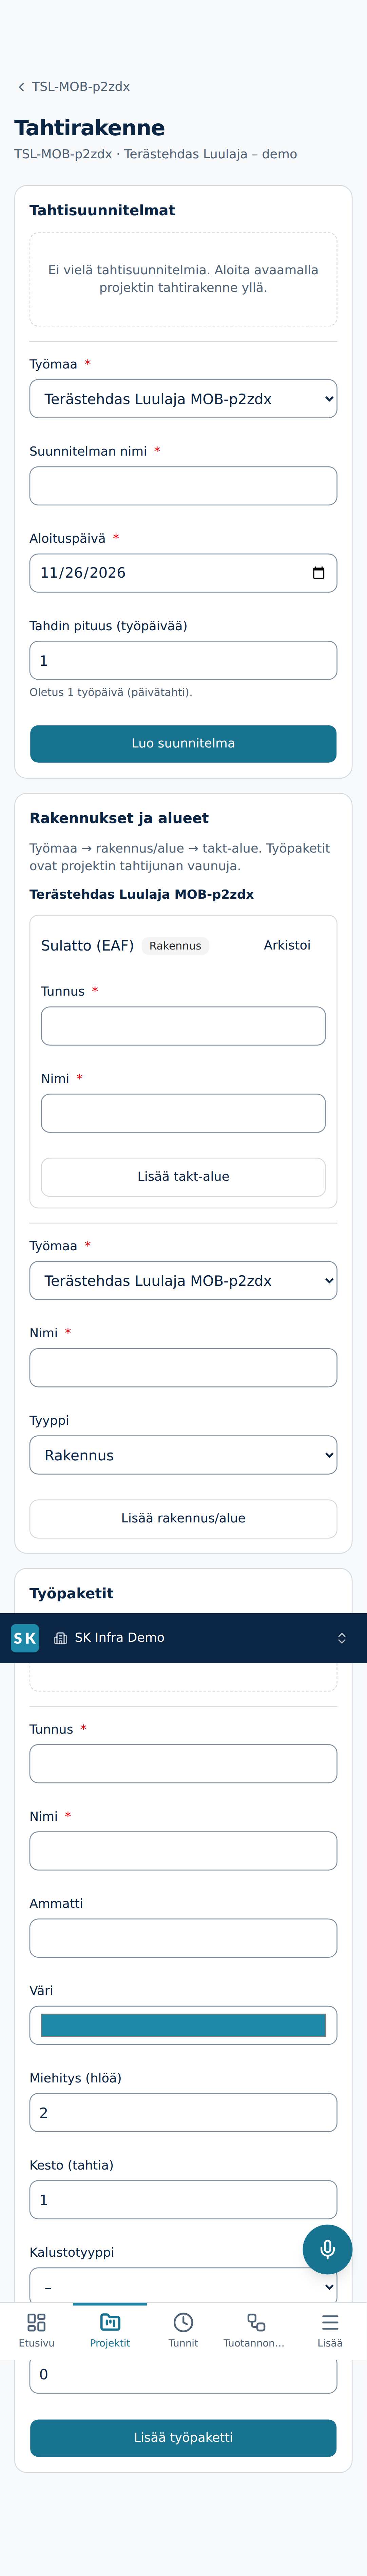 TSL-MOB-p2zdx
Tahtirakenne
TSL-MOB-p2zdx · Terästehdas Luulaja – demo
Tahtisuunnitelmat
Ei vielä tahtisuunnitelmia. Aloita avaamalla
projektin tahtirakenne yllä.
Työmaa *
Terästehdas Luulaja MOB-p2zdx
Suunnitelman nimi *
Aloituspäivä *
11/26/2026
Tahdin pituus (työpäivää)
1
Oletus 1 työpäivä (päivätahti).
Luo suunnitelma
Rakennukset ja alueet
Työmaa → rakennus/alue → takt-alue. Työpaketit
ovat projektin tahtijunan vaunuja.
Terästehdas Luulaja MOB-p2zdx
Sulatto (EAF) Rakennus Arkistoi
Tunnus *
Nimi *
Lisää takt-alue
Työmaa *
Terästehdas Luulaja MOB-p2zdx
Nimi *
Tyyppi
Rakennus
Lisää rakennus/alue
Työpaketit
SK SK Infra Demo
Tunnus *
Nimi *
Ammatti
Väri
Miehitys (hlöä)
2
Kesto (tahtia)
1
Kalustotyyppi
–
Etusivu Projektit Tunnit Tuotannon… Lisää
0
Lisää työpaketti